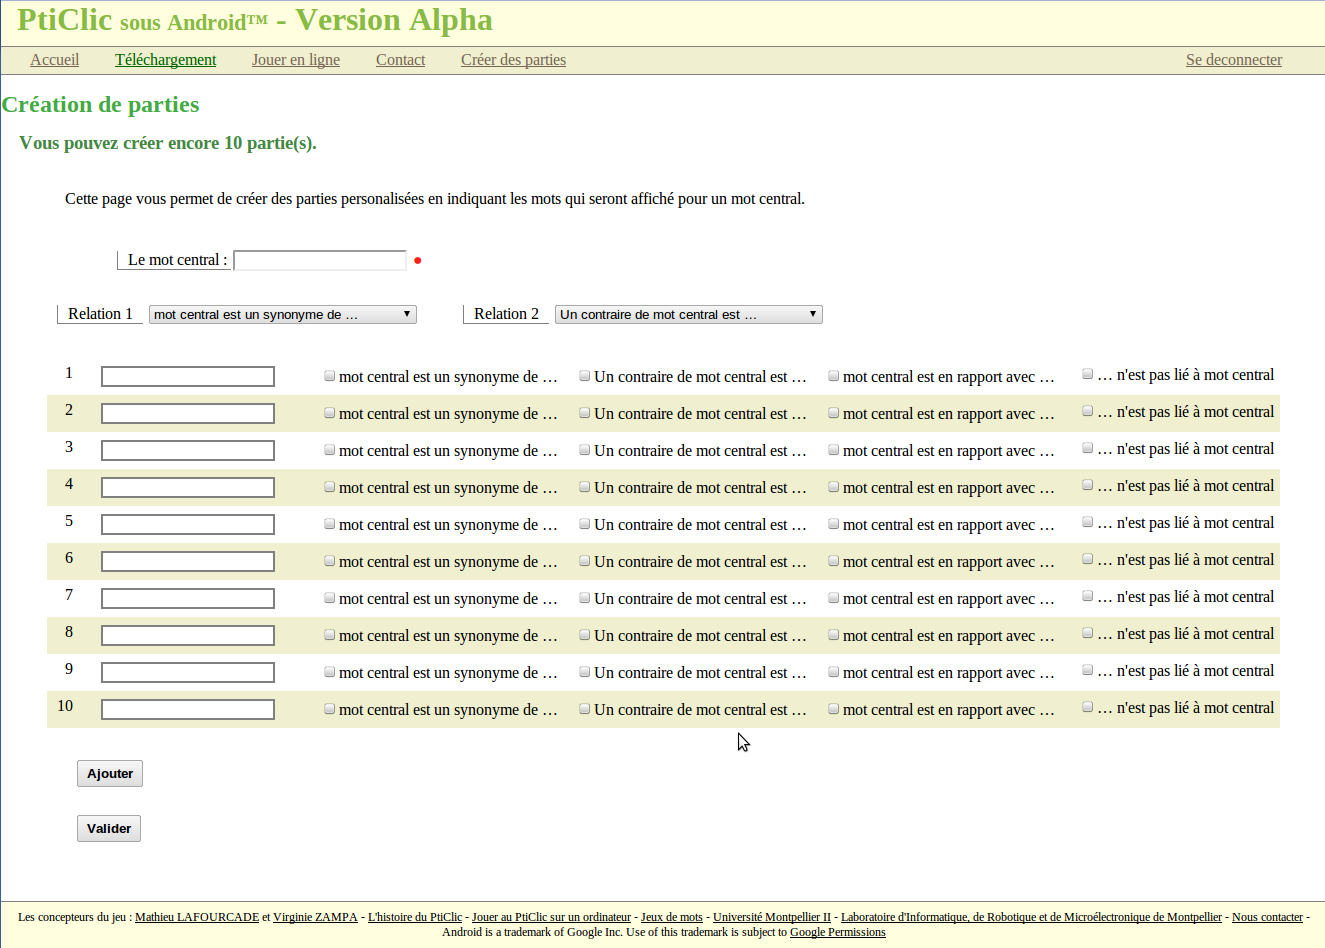 PtiClic sous Android™ - Version Alpha
Accueil Téléchargement Jouer en ligne Contact Créer des parties Se deconnecter
Création de parties
Vous pouvez créer encore 10 partie(s).
Cette page vous permet de créer des parties personalisées en indiquant les mots qui seront affiché pour un mot central.
Le mot central :
Relation 1 mot central est un synonyme de … Relation 2 Un contraire de mot central est …
1 mot central est un synonyme de … Un contraire de mot central est … mot central est en rapport avec … … n'est pas lié à mot central
2 mot central est un synonyme de … Un contraire de mot central est … mot central est en rapport avec … … n'est pas lié à mot central
3 mot central est un synonyme de … Un contraire de mot central est … mot central est en rapport avec … … n'est pas lié à mot central
4 mot central est un synonyme de … Un contraire de mot central est … mot central est en rapport avec … … n'est pas lié à mot central
5 mot central est un synonyme de … Un contraire de mot central est … mot central est en rapport avec … … n'est pas lié à mot central
6 mot central est un synonyme de … Un contraire de mot central est … mot central est en rapport avec … … n'est pas lié à mot central
7 mot central est un synonyme de … Un contraire de mot central est … mot central est en rapport avec … … n'est pas lié à mot central
8 mot central est un synonyme de … Un contraire de mot central est … mot central est en rapport avec … … n'est pas lié à mot central
9 mot central est un synonyme de … Un contraire de mot central est … mot central est en rapport avec … … n'est pas lié à mot central
10 mot central est un synonyme de … Un contraire de mot central est … mot central est en rapport avec … … n'est pas lié à mot central
Ajouter
Valider
Les concepteurs du jeu : Mathieu LAFOURCADE et Virginie ZAMPA - L'histoire du PtiClic - Jouer au PtiClic sur un ordinateur - Jeux de mots - Université Montpellier II - Laboratoire d'Informatique, de Robotique et de Microélectronique de Montpellier - Nous contacter -
Android is a trademark of Google Inc. Use of this trademark is subject to Google Permissions